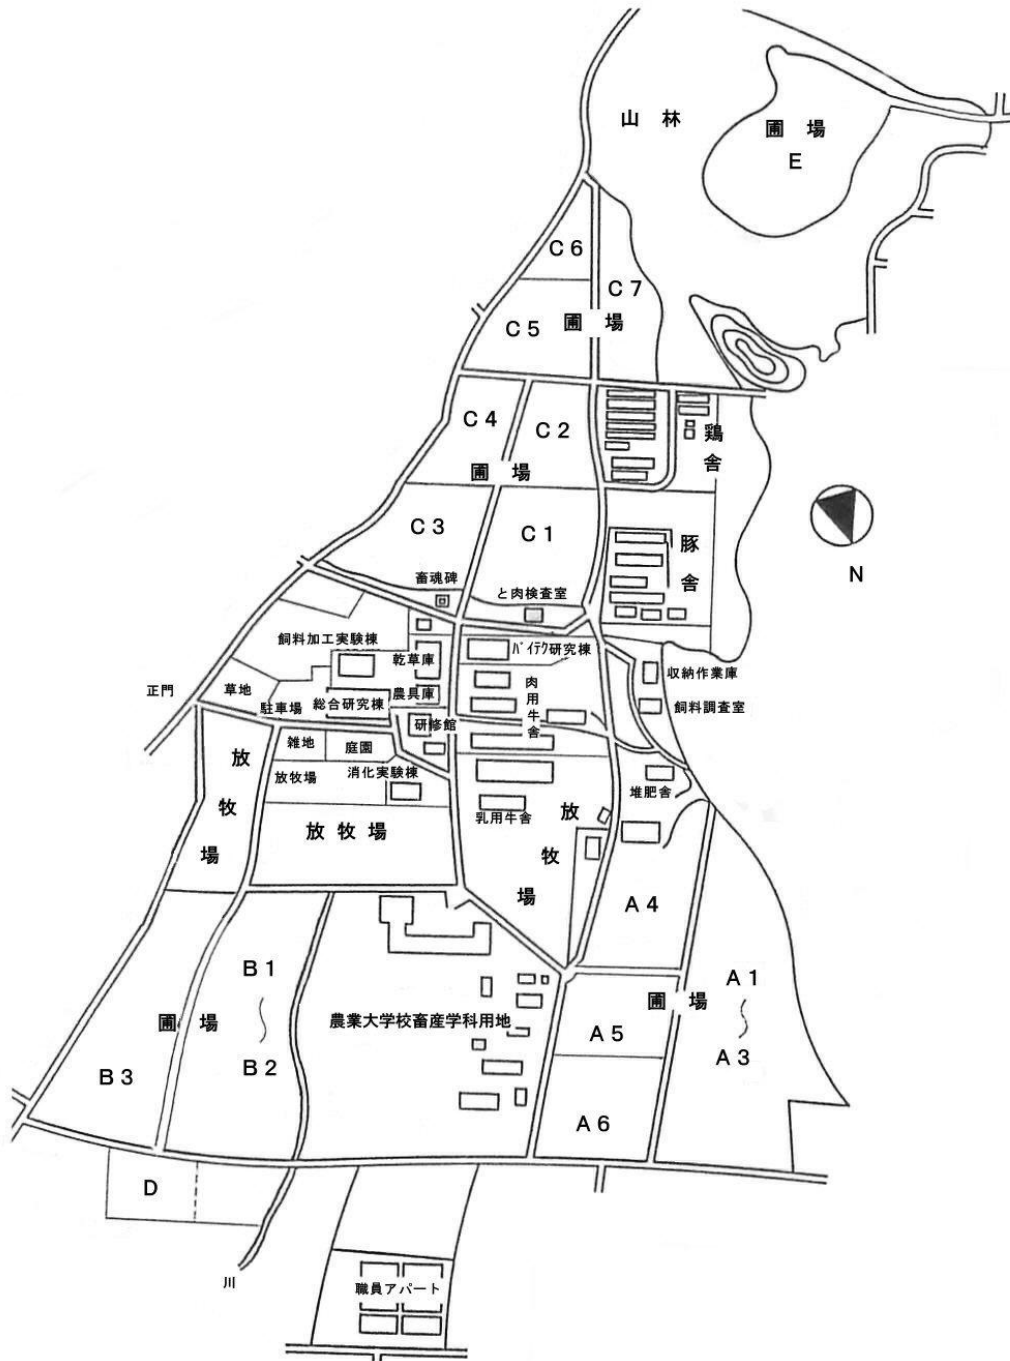 山 林
圃 場
E
C 6
C 7
C 5
圃 場
C 4
C 2
鶏舎
圃 場
C 3
C 1
豚舎
N
畜魂碑
と肉検査室
飼料加工実験棟
乾草庫
バイテク研究棟
収納作業庫
正門
草地
駐車場
総合研究棟
農具庫
肉用牛舎
飼料調査室
研修館
雑地
庭園
放牧場
放牧場
消化実験棟
堆肥舎
乳用牛舎
放牧場
放 牧 場
A 4
B 1
A 1
圃 場
圃 場
農業大学校畜産学科用地
A 5
B 2
A 3
B 3
A 6
D
川
職員アパート